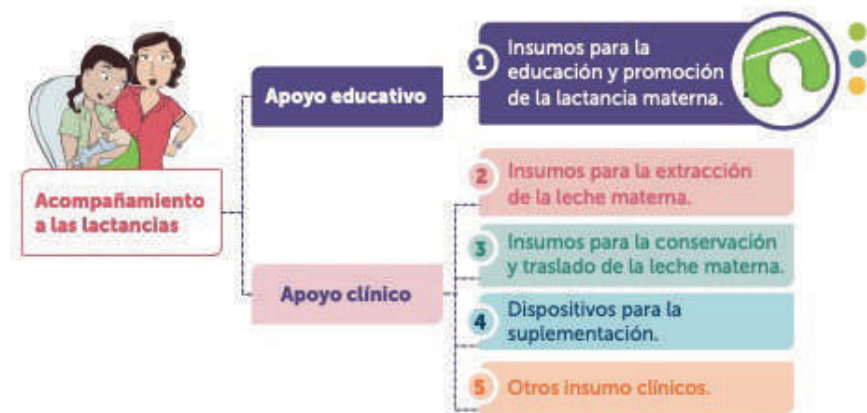 Acompañamiento
a las lactancias
Apoyo educativo
1
Insumos para la
educación y promoción
de la lactancia materna.
Apoyo clínico
2
Insumos para la extracción
de la leche materna.
3
Insumos para la conservación
y traslado de la leche materna.
4
Dispositivos para la
suplementación.
5
Otros insumo clínicos.